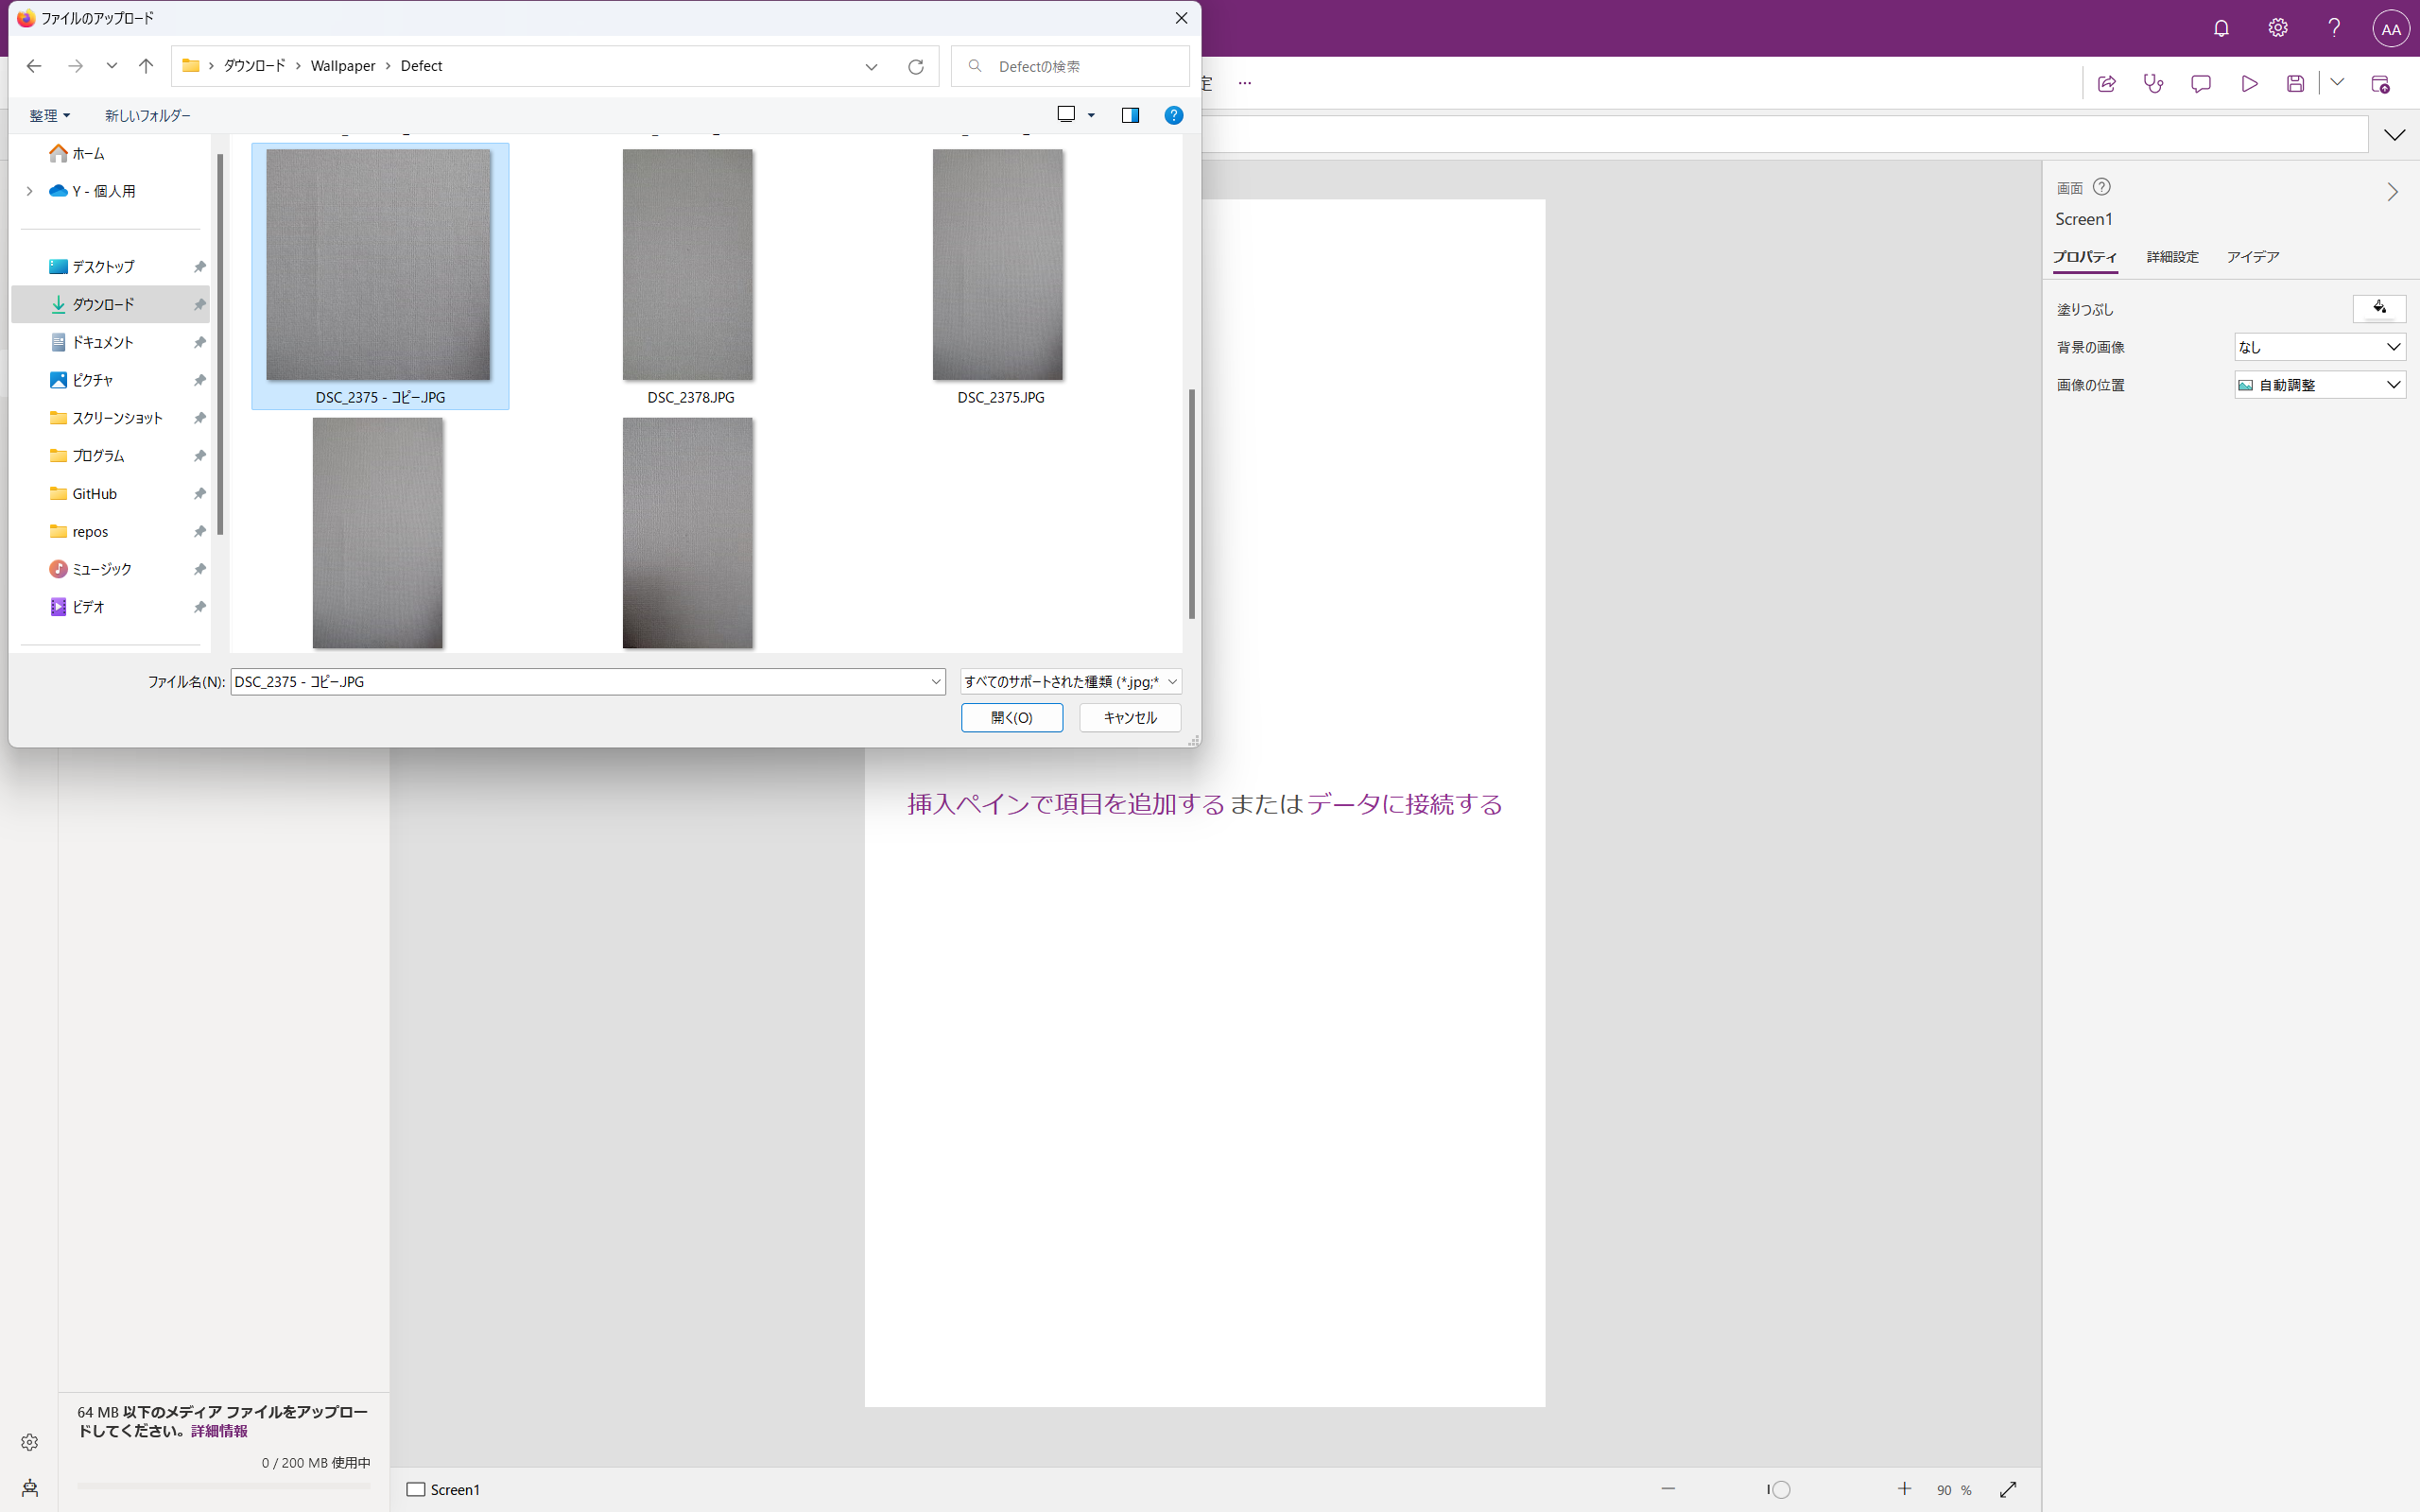 ファイルのアップロード
AA
ダウンロード > Wallpaper > Defect
Defectの検索
定 …
整理
新しいフォルダー
ホーム
Y - 個人用
デスクトップ
ダウンロード
ドキュメント
ピクチャ
スクリーンショット
プログラム
GitHub
repos
ミュージック
ビデオ
DSC_2375 - コピー.JPG
DSC_2378.JPG
DSC_2375.JPG
ファイル名(N): DSC_2375 - コピー.JPG
すべてのサポートされた種類 (*.jpg;*
開く(O)
キャンセル
画面
Screen1
プロパティ
詳細設定
アイデア
塗りつぶし
背景の画像
なし
画像の位置
自動調整
挿入ペインで項目を追加する または データに接続する
64 MB 以下のメディア ファイルをアップロー
ドしてください。詳細情報
0 / 200 MB 使用中
Screen1
90 %